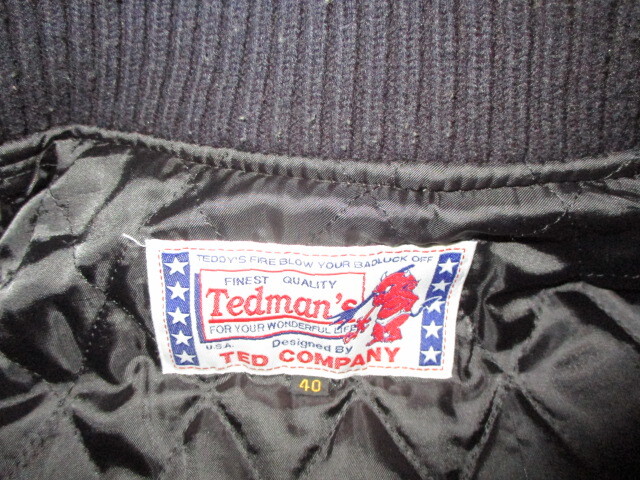 TEDDY'S FIRE BLOW YOUR BADLUCK OFF
FINEST QUALITY
Tedman's
FOR YOUR WONDERFUL LIFE
U.S.A. Designed By
TED COMPANY
40